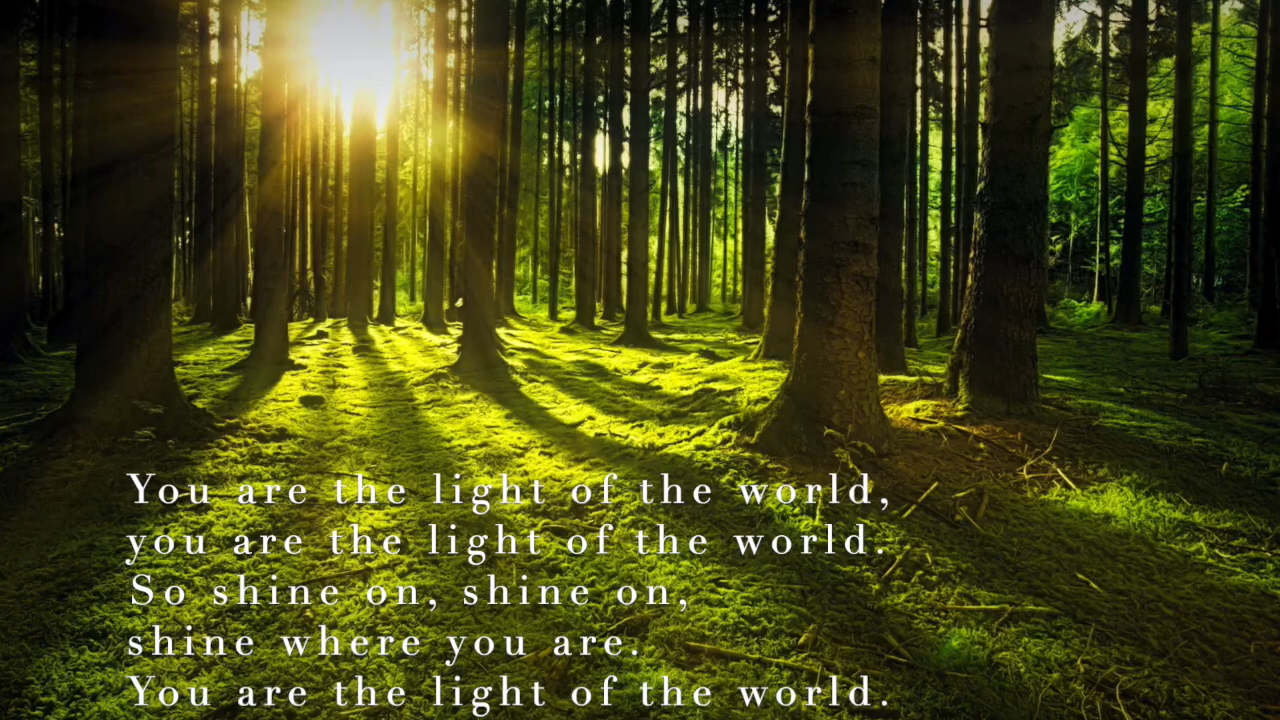 You are the light of the world,
you are the light of the world.
So shine on, shine on,
shine where you are.
You are the light of the world.